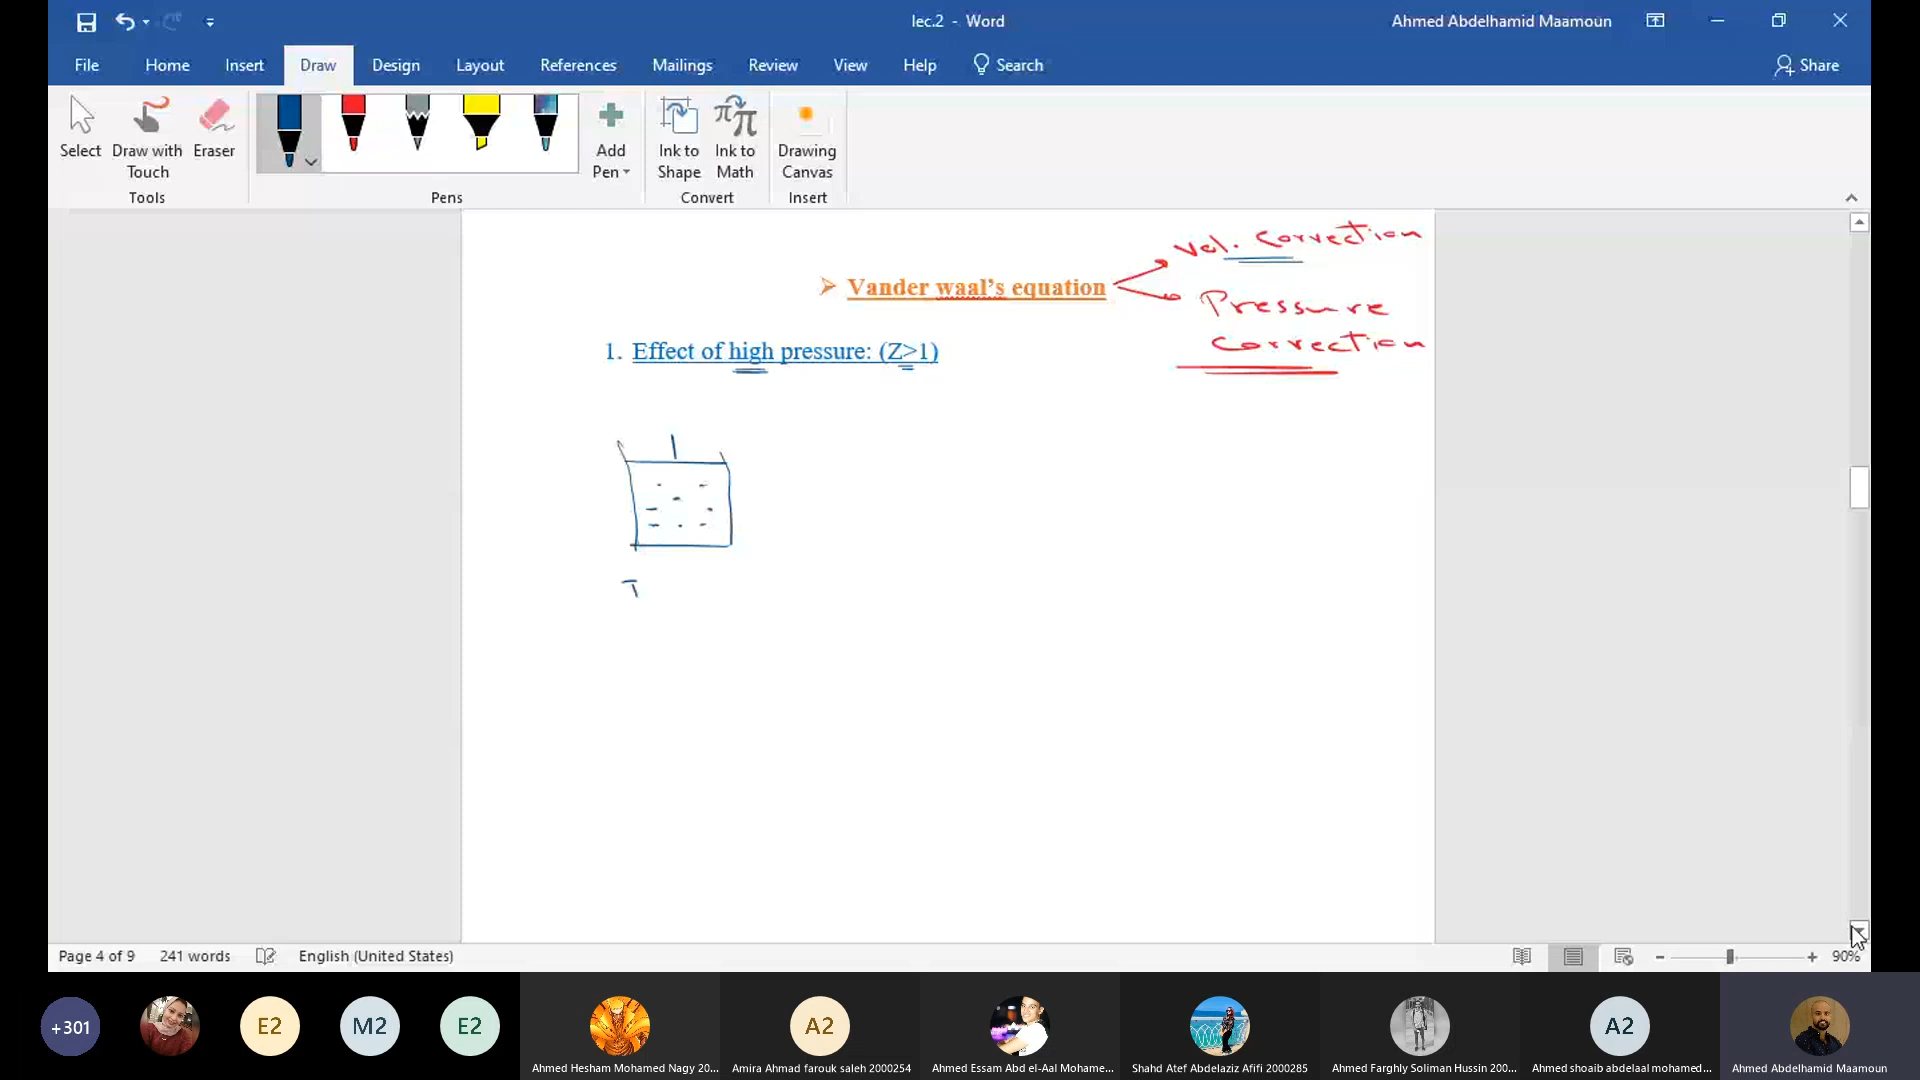 lec.2 - Word
Ahmed Abdelhamid Maamoun
File Home Insert Draw Design Layout References Mailings Review View Help Search Share
Select
Draw with Touch
Eraser
Add Pen
Ink to Shape
Ink to Math
Drawing Canvas
Tools
Pens
Convert
Insert
Vol. Correction
Vander waal's equation
Pressure
Correction
1. Effect of high pressure: (Z>1)
Page 4 of 9
241 words
English (United States)
90%
+301
E2
M2
E2
A2
A2
Ahmed Hesham Mohamed Nagy 20...
Amira Ahmad farouk saleh 2000254
Ahmed Essam Abd el-Aal Mohame...
Shahd Atef Abdelaziz Afifi 2000285
Ahmed Farghly Soliman Hussin 200...
Ahmed shoaib abdelaal mohamed...
Ahmed Abdelhamid Maamoun